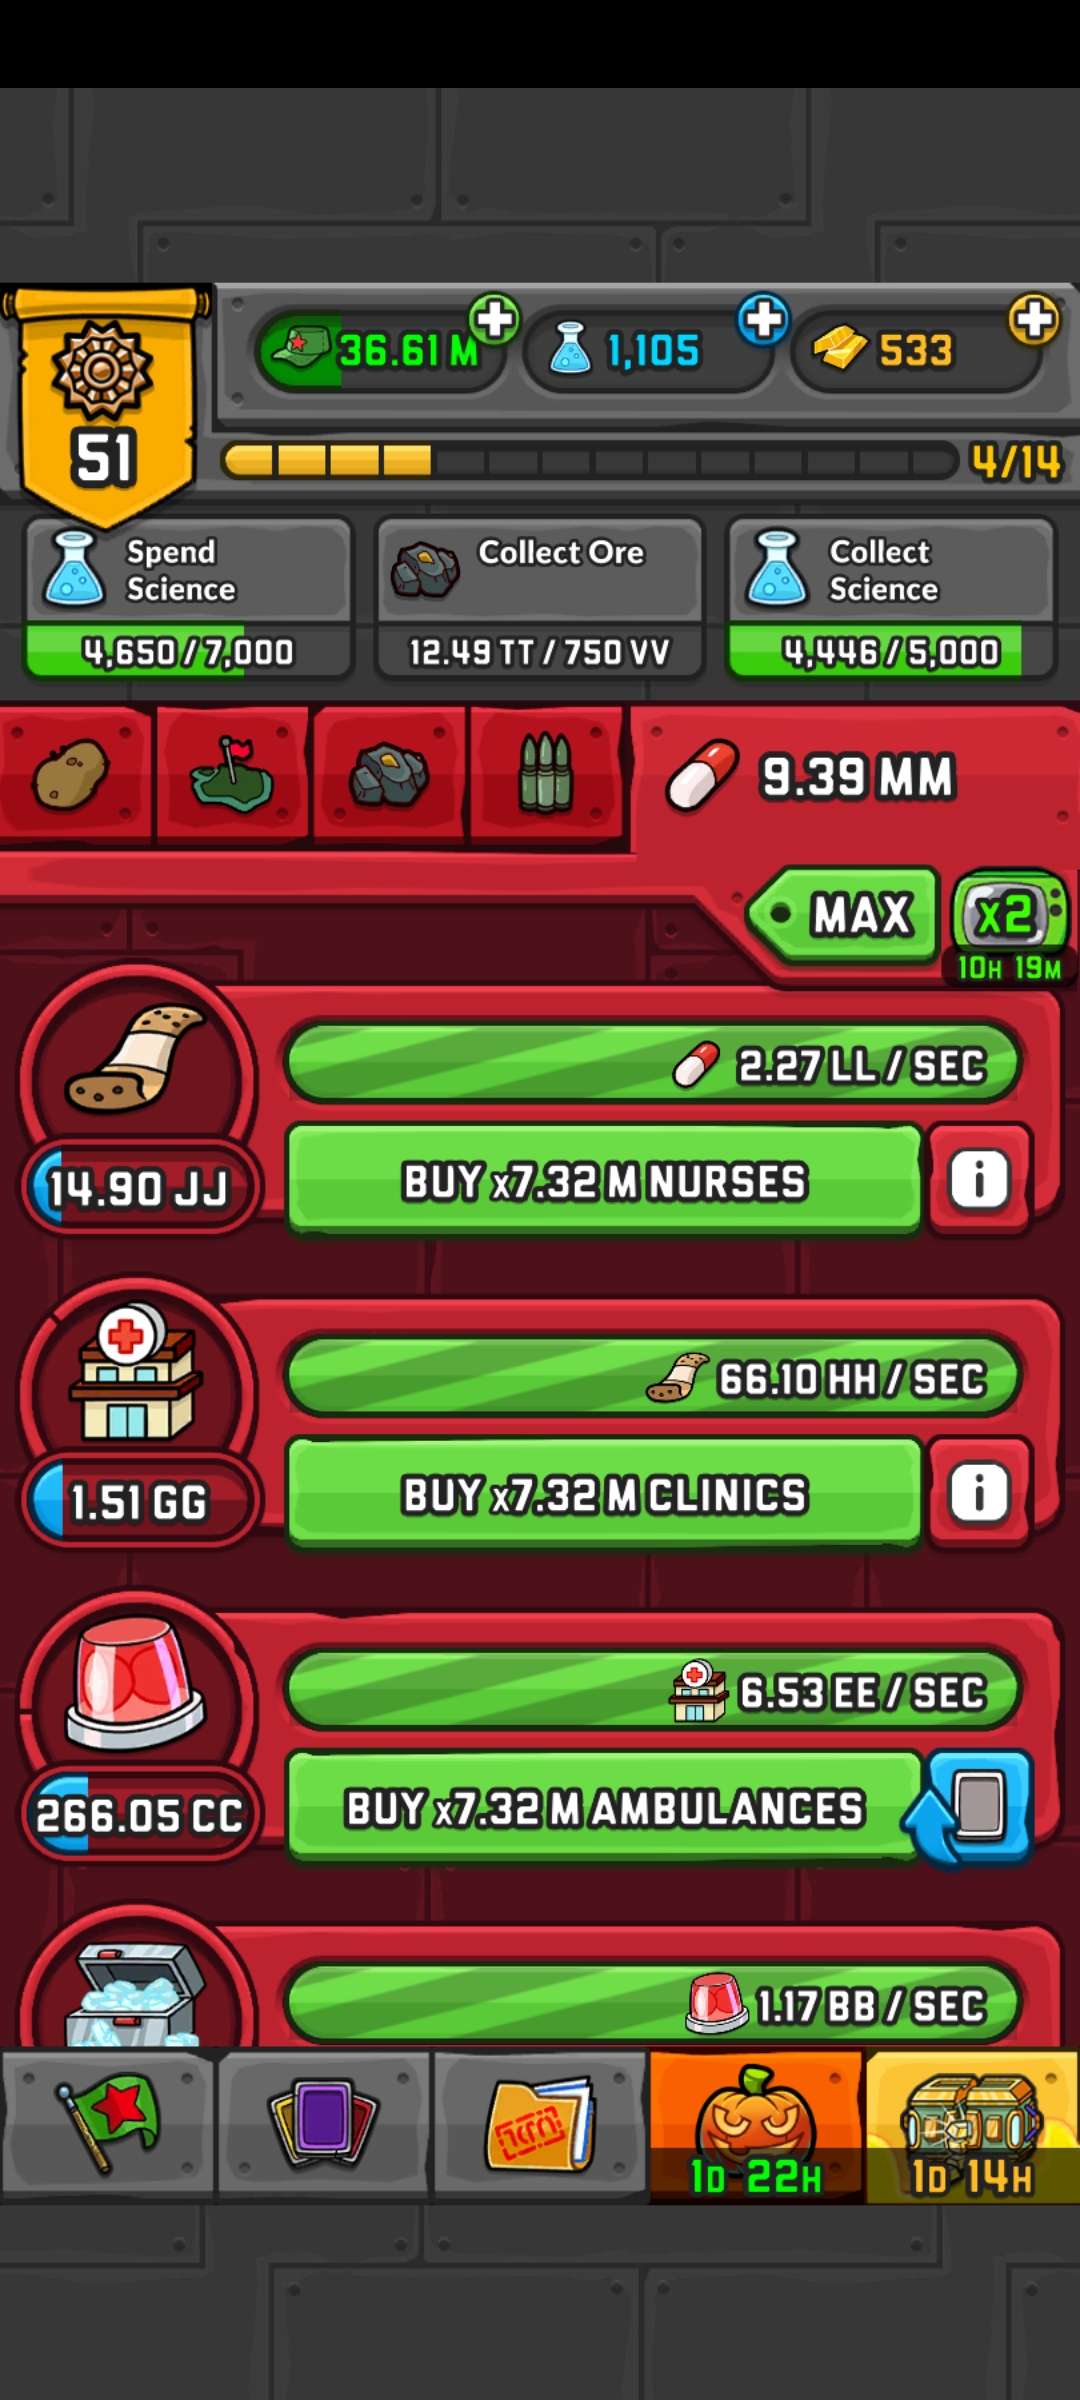 36.61 M
1,105
533
51
4/14
Spend
Science
4,650/7,000
Collect Ore
12.49 TT/750 VV
Collect
Science
4,446/5,000
9.39 MM
MAX
x2
10H 19M
2.27 LL / SEC
14.90 JJ
BUY x7.32 M NURSES
i
66.10 HH / SEC
1.51 GG
BUY x7.32 M CLINICS
i
6.53 EE / SEC
266.05 CC
BUY x7.32 M AMBULANCES
1.17 BB / SEC
1D 22H
1D 14H